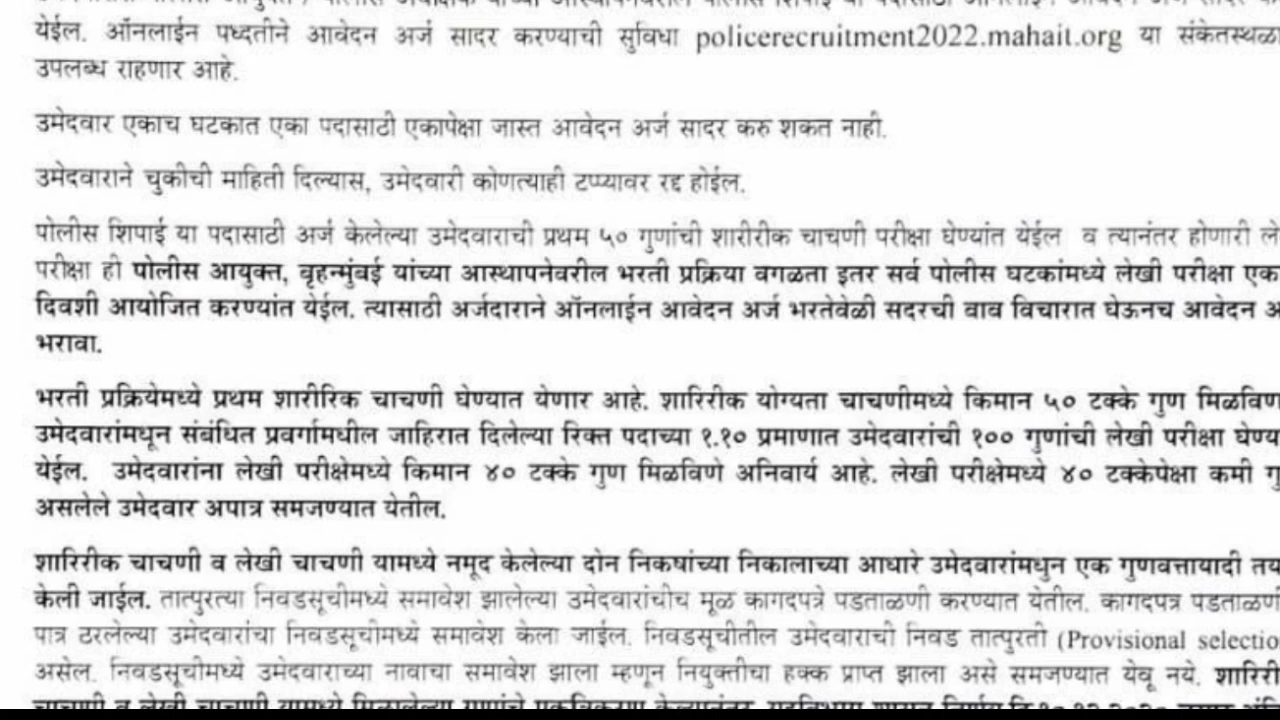 येईल. ऑनलाईन पध्दतीने आवेदन अर्ज सादर करण्याची सुविधा policerecruitment2022.mahait.org या संकेतस्थळा
उपलब्ध राहणार आहे.
उमेदवार एकाच घटकात एका पदासाठी एकापेक्षा जास्त आवेदन अर्ज सादर करु शकत नाही.
उमेदवाराने चुकीची माहिती दिल्यास, उमेदवारी कोणत्याही टप्प्यावर रद्द होईल.
पोलीस शिपाई या पदासाठी अर्ज केलेल्या उमेदवाराची प्रथम ५० गुणांची शारीरीक चाचणी परीक्षा घेण्यांत येईल व त्यानंतर होणारी ले
परीक्षा ही पोलीस आयुक्त, बृहन्मुंबई यांच्या आस्थापनेवरील भरती प्रक्रिया वगळता इतर सर्व पोलीस घटकांमध्ये लेखी परीक्षा एक
दिवशी आयोजित करण्यांत येईल. त्यासाठी अर्जदाराने ऑनलाईन आवेदन अर्ज भरतेवेळी सदरची बाब विचारात घेऊनच आवेदन अ
भरावा.
भरती प्रक्रियेमध्ये प्रथम शारीरिक चाचणी घेण्यात येणार आहे. शारिरीक योग्यता चाचणीमध्ये किमान ५० टक्के गुण मिळविण
उमेदवारांमधून संबंधित प्रवर्गामधील जाहिरात दिलेल्या रिक्त पदाच्या १.१० प्रमाणात उमेदवारांची १०० गुणांची लेखी परीक्षा घेण्य
येईल. उमेदवारांना लेखी परीक्षेमध्ये किमान ४० टक्के गुण मिळविणे अनिवार्य आहे. लेखी परीक्षेमध्ये ४० टक्केपेक्षा कमी गु
असलेले उमेदवार अपात्र समजण्यात येतील.
शारिरीक चाचणी व लेखी चाचणी यामध्ये नमूद केलेल्या दोन निकषांच्या निकालाच्या आधारे उमेदवारांमधुन एक गुणवत्तायादी तय
केली जाईल. तात्पुरत्या निवडसूचीमध्ये समावेश झालेल्या उमेदवारांचीच मूळ कागदपत्रे पडताळणी करण्यात येतील. कागदपत्र पडताळण
पात्र ठरलेल्या उमेदवारांचा निवडसूचीमध्ये समावेश केला जाईल. निवडसूचीतील उमेदवाराची निवड तात्पुरती (Provisional selectio
असेल. निवडसूचीमध्ये उमेदवाराच्या नावाचा समावेश झाला म्हणून नियुक्तीचा हक्क प्राप्त झाला असे समजण्यात येवू नये. शारिरी